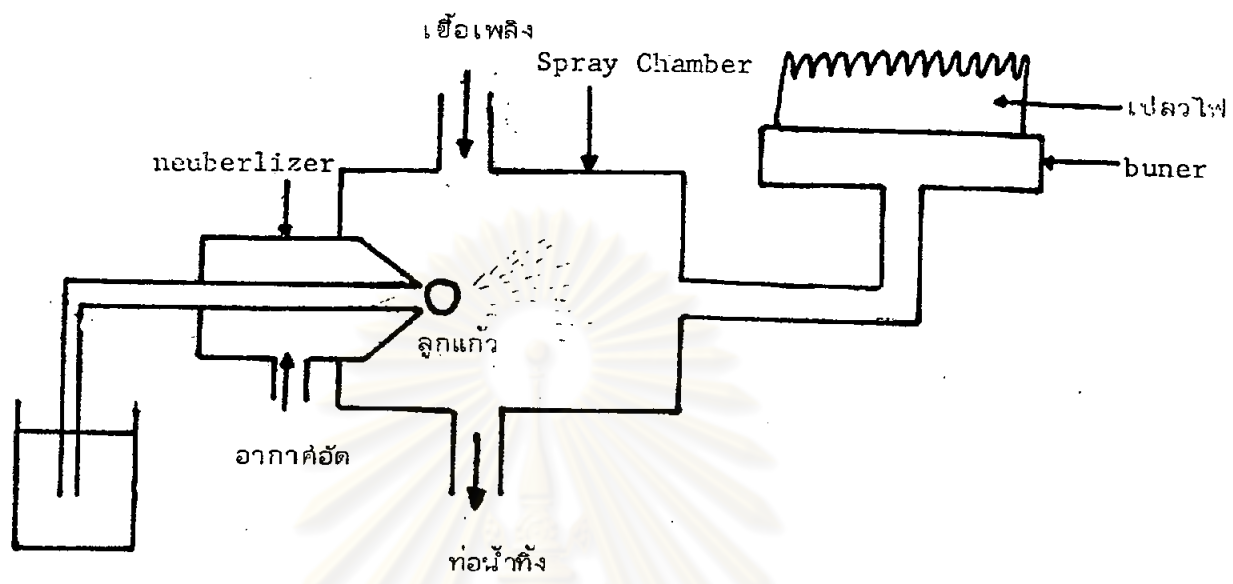 เชื้อเพลิง
Spray Chamber
เปลวไฟ
neuberlizer
buner
ลูกแก้ว
อากาศอัด
ท่อน้ำทิ้ง